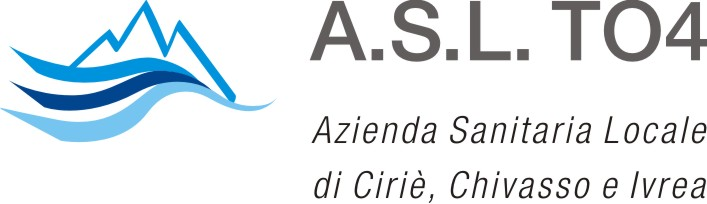 A.S.L. TO4
Azienda Sanitaria Locale
di Ciriè, Chivasso e Ivrea